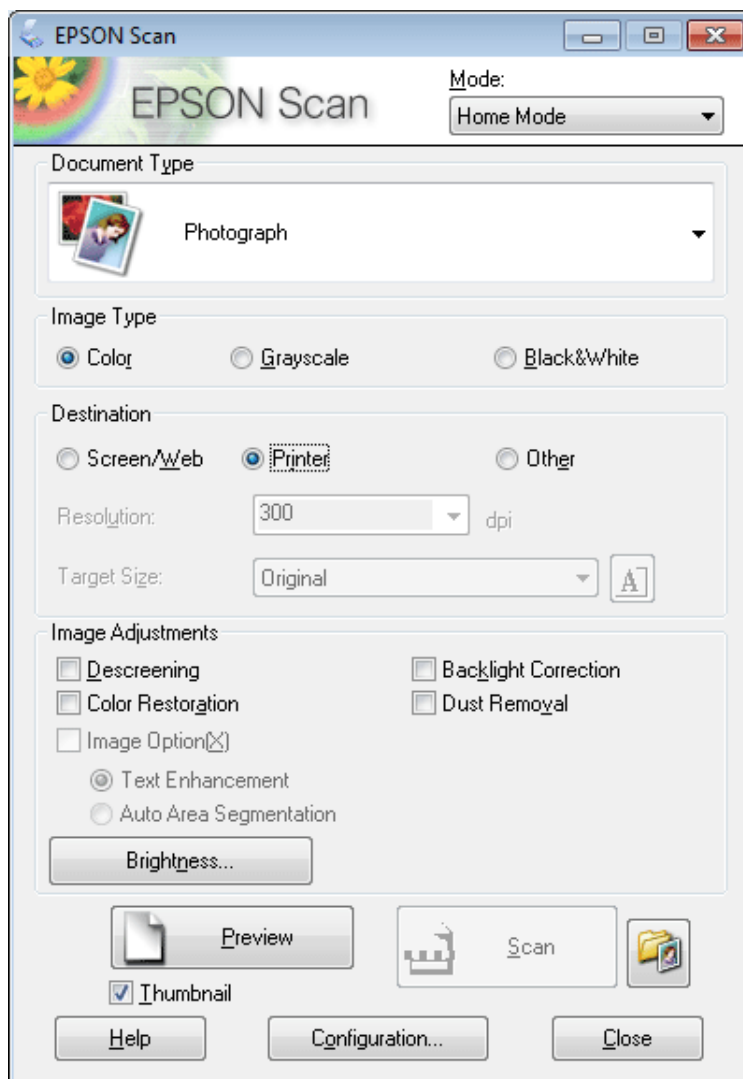 EPSON Scan
EPSON Scan
Mode:
Home Mode
Document Type
Photograph
Image Type
Color Grayscale Black&White
Destination
Screen/Web Printer Other
Resolution: 300 dpi
Target Size: Original A
Image Adjustments
Descreening Backlight Correction
Color Restoration Dust Removal
Image Option(X)
Text Enhancement
Auto Area Segmentation
Brightness...
Preview Scan
Thumbnail
Help Configuration... Close